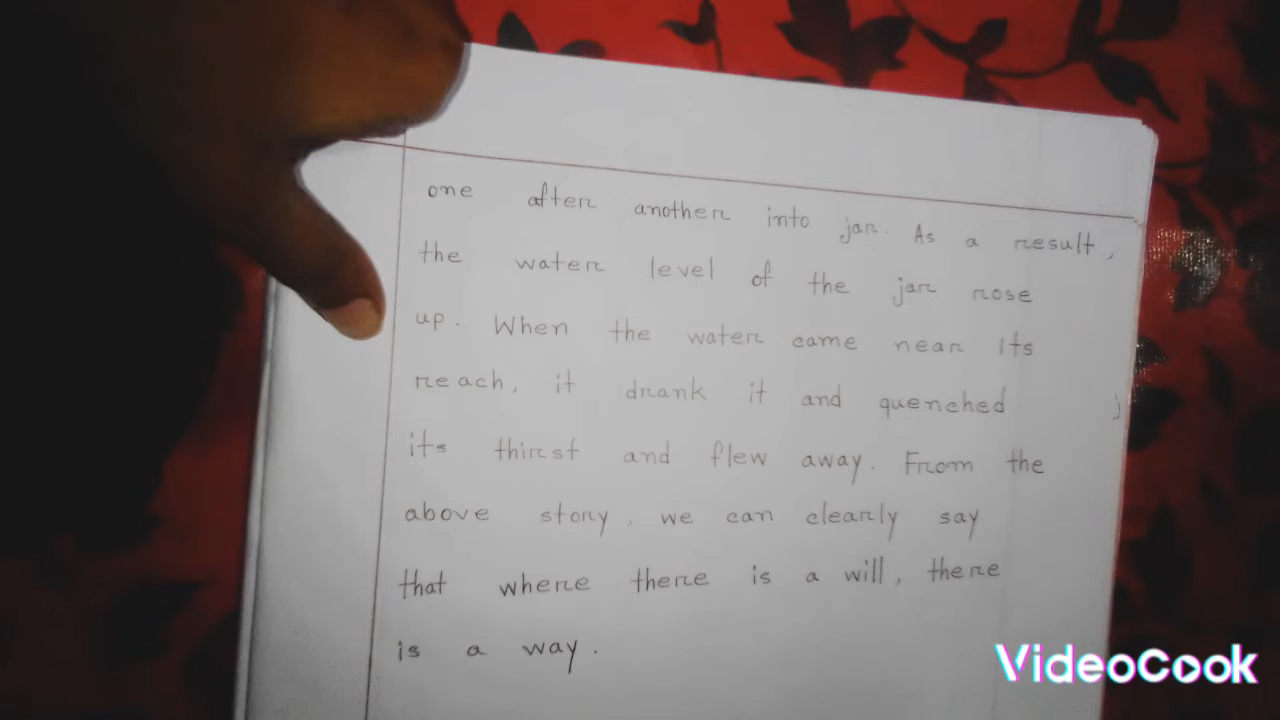 one after another into jar. As a result,
the water level of the jar rose
up. When the water came near its
reach, it drank it and quenched
its thirst and flew away. From the
above story, we can clearly say
that where there is a will, there
is a way.
VideoCook